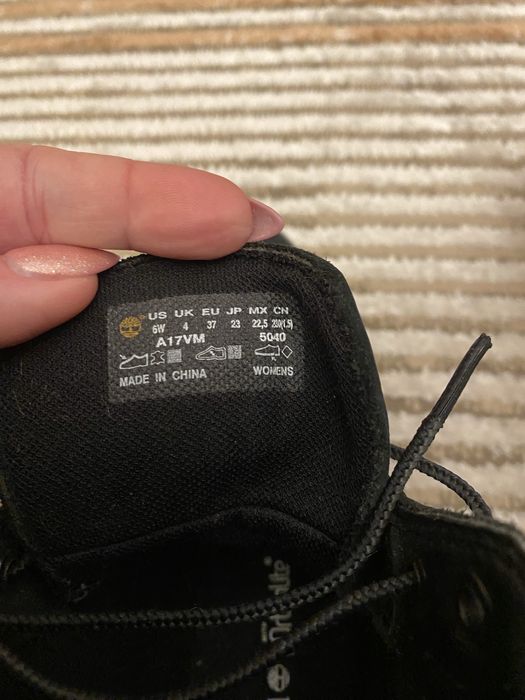 US UK EU JP MX CN
6W 4 37 23 22,5 230(1.5)
A17VM 5040
MADE IN CHINA WOMENS